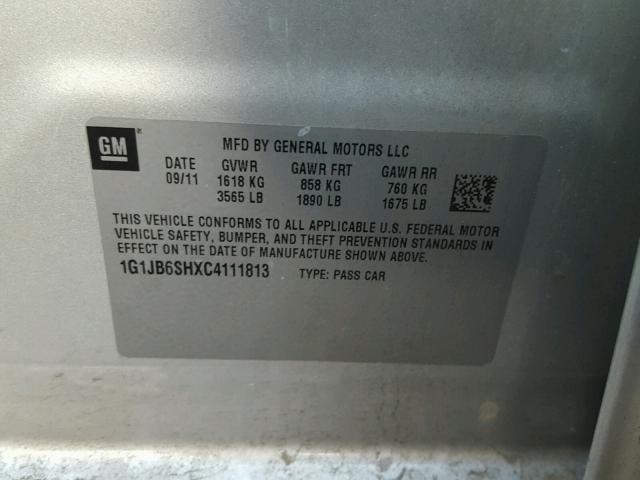 GM
MFD BY GENERAL MOTORS LLC
DATE GVWR GAWR FRT GAWR RR
09/11 1618 KG 858 KG 760 KG
3565 LB 1890 LB 1675 LB
THIS VEHICLE CONFORMS TO ALL APPLICABLE U.S. FEDERAL MOTOR
VEHICLE SAFETY, BUMPER, AND THEFT PREVENTION STANDARDS IN
EFFECT ON THE DATE OF MANUFACTURE SHOWN ABOVE.
1G1JB6SHXC4111813 TYPE: PASS CAR